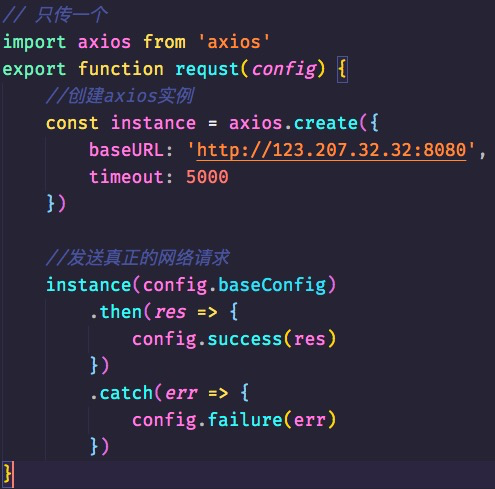 // 只传一个
import axios from 'axios'
export function requst(config) {
    //创建axios实例
    const instance = axios.create({
        baseURL: 'http://123.207.32.32:8080',
        timeout: 5000
    })

    //发送真正的网络请求
    instance(config.baseConfig)
        .then(res => {
            config.success(res)
        })
        .catch(err => {
            config.failure(err)
        })
}